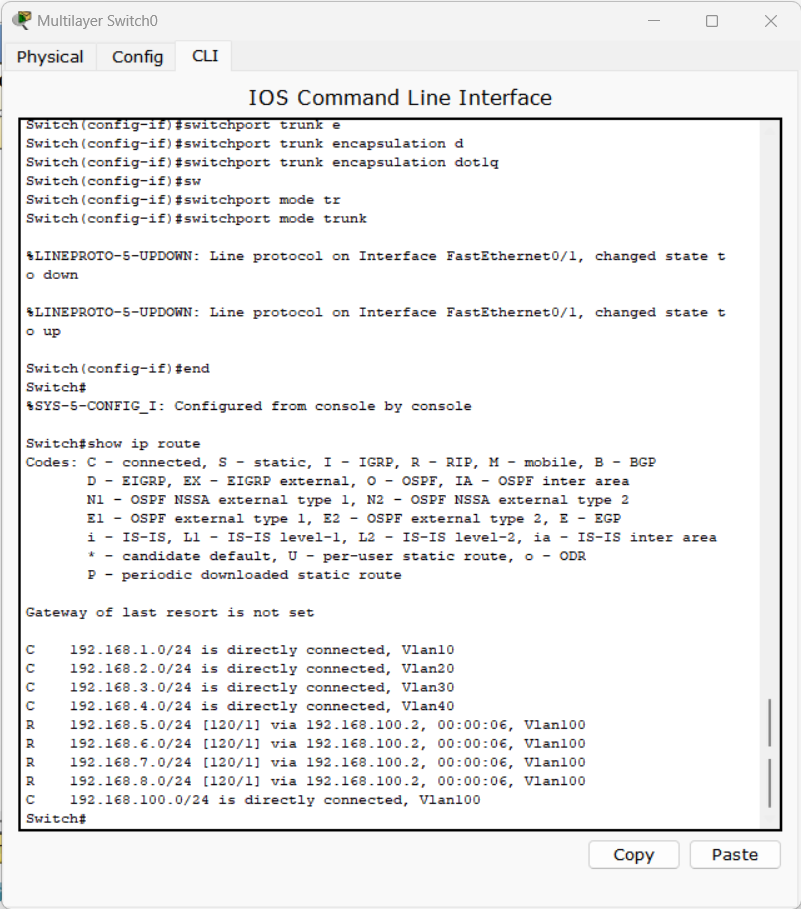 Multilayer Switch0
Physical Config CLI
IOS Command Line Interface
Switch(config-if)#switchport trunk e
Switch(config-if)#switchport trunk encapsulation d
Switch(config-if)#switchport trunk encapsulation dot1q
Switch(config-if)#sw
Switch(config-if)#switchport mode tr
Switch(config-if)#switchport mode trunk
%LINEPROTO-5-UPDOWN: Line protocol on Interface FastEthernet0/1, changed state t
o down
%LINEPROTO-5-UPDOWN: Line protocol on Interface FastEthernet0/1, changed state t
o up
Switch(config-if)#end
Switch#
%SYS-5-CONFIG_I: Configured from console by console
Switch#show ip route
Codes: C - connected, S - static, I - IGRP, R - RIP, M - mobile, B - BGP
D - EIGRP, EX - EIGRP external, O - OSPF, IA - OSPF inter area
N1 - OSPF NSSA external type 1, N2 - OSPF NSSA external type 2
E1 - OSPF external type 1, E2 - OSPF external type 2, E - EGP
i - IS-IS, L1 - IS-IS level-1, L2 - IS-IS level-2, ia - IS-IS inter area
* - candidate default, U - per-user static route, o - ODR
P - periodic downloaded static route
Gateway of last resort is not set
C 192.168.1.0/24 is directly connected, Vlan10
C 192.168.2.0/24 is directly connected, Vlan20
C 192.168.3.0/24 is directly connected, Vlan30
C 192.168.4.0/24 is directly connected, Vlan40
R 192.168.5.0/24 [120/1] via 192.168.100.2, 00:00:06, Vlan100
R 192.168.6.0/24 [120/1] via 192.168.100.2, 00:00:06, Vlan100
R 192.168.7.0/24 [120/1] via 192.168.100.2, 00:00:06, Vlan100
R 192.168.8.0/24 [120/1] via 192.168.100.2, 00:00:06, Vlan100
C 192.168.100.0/24 is directly connected, Vlan100
Switch#
Copy Paste